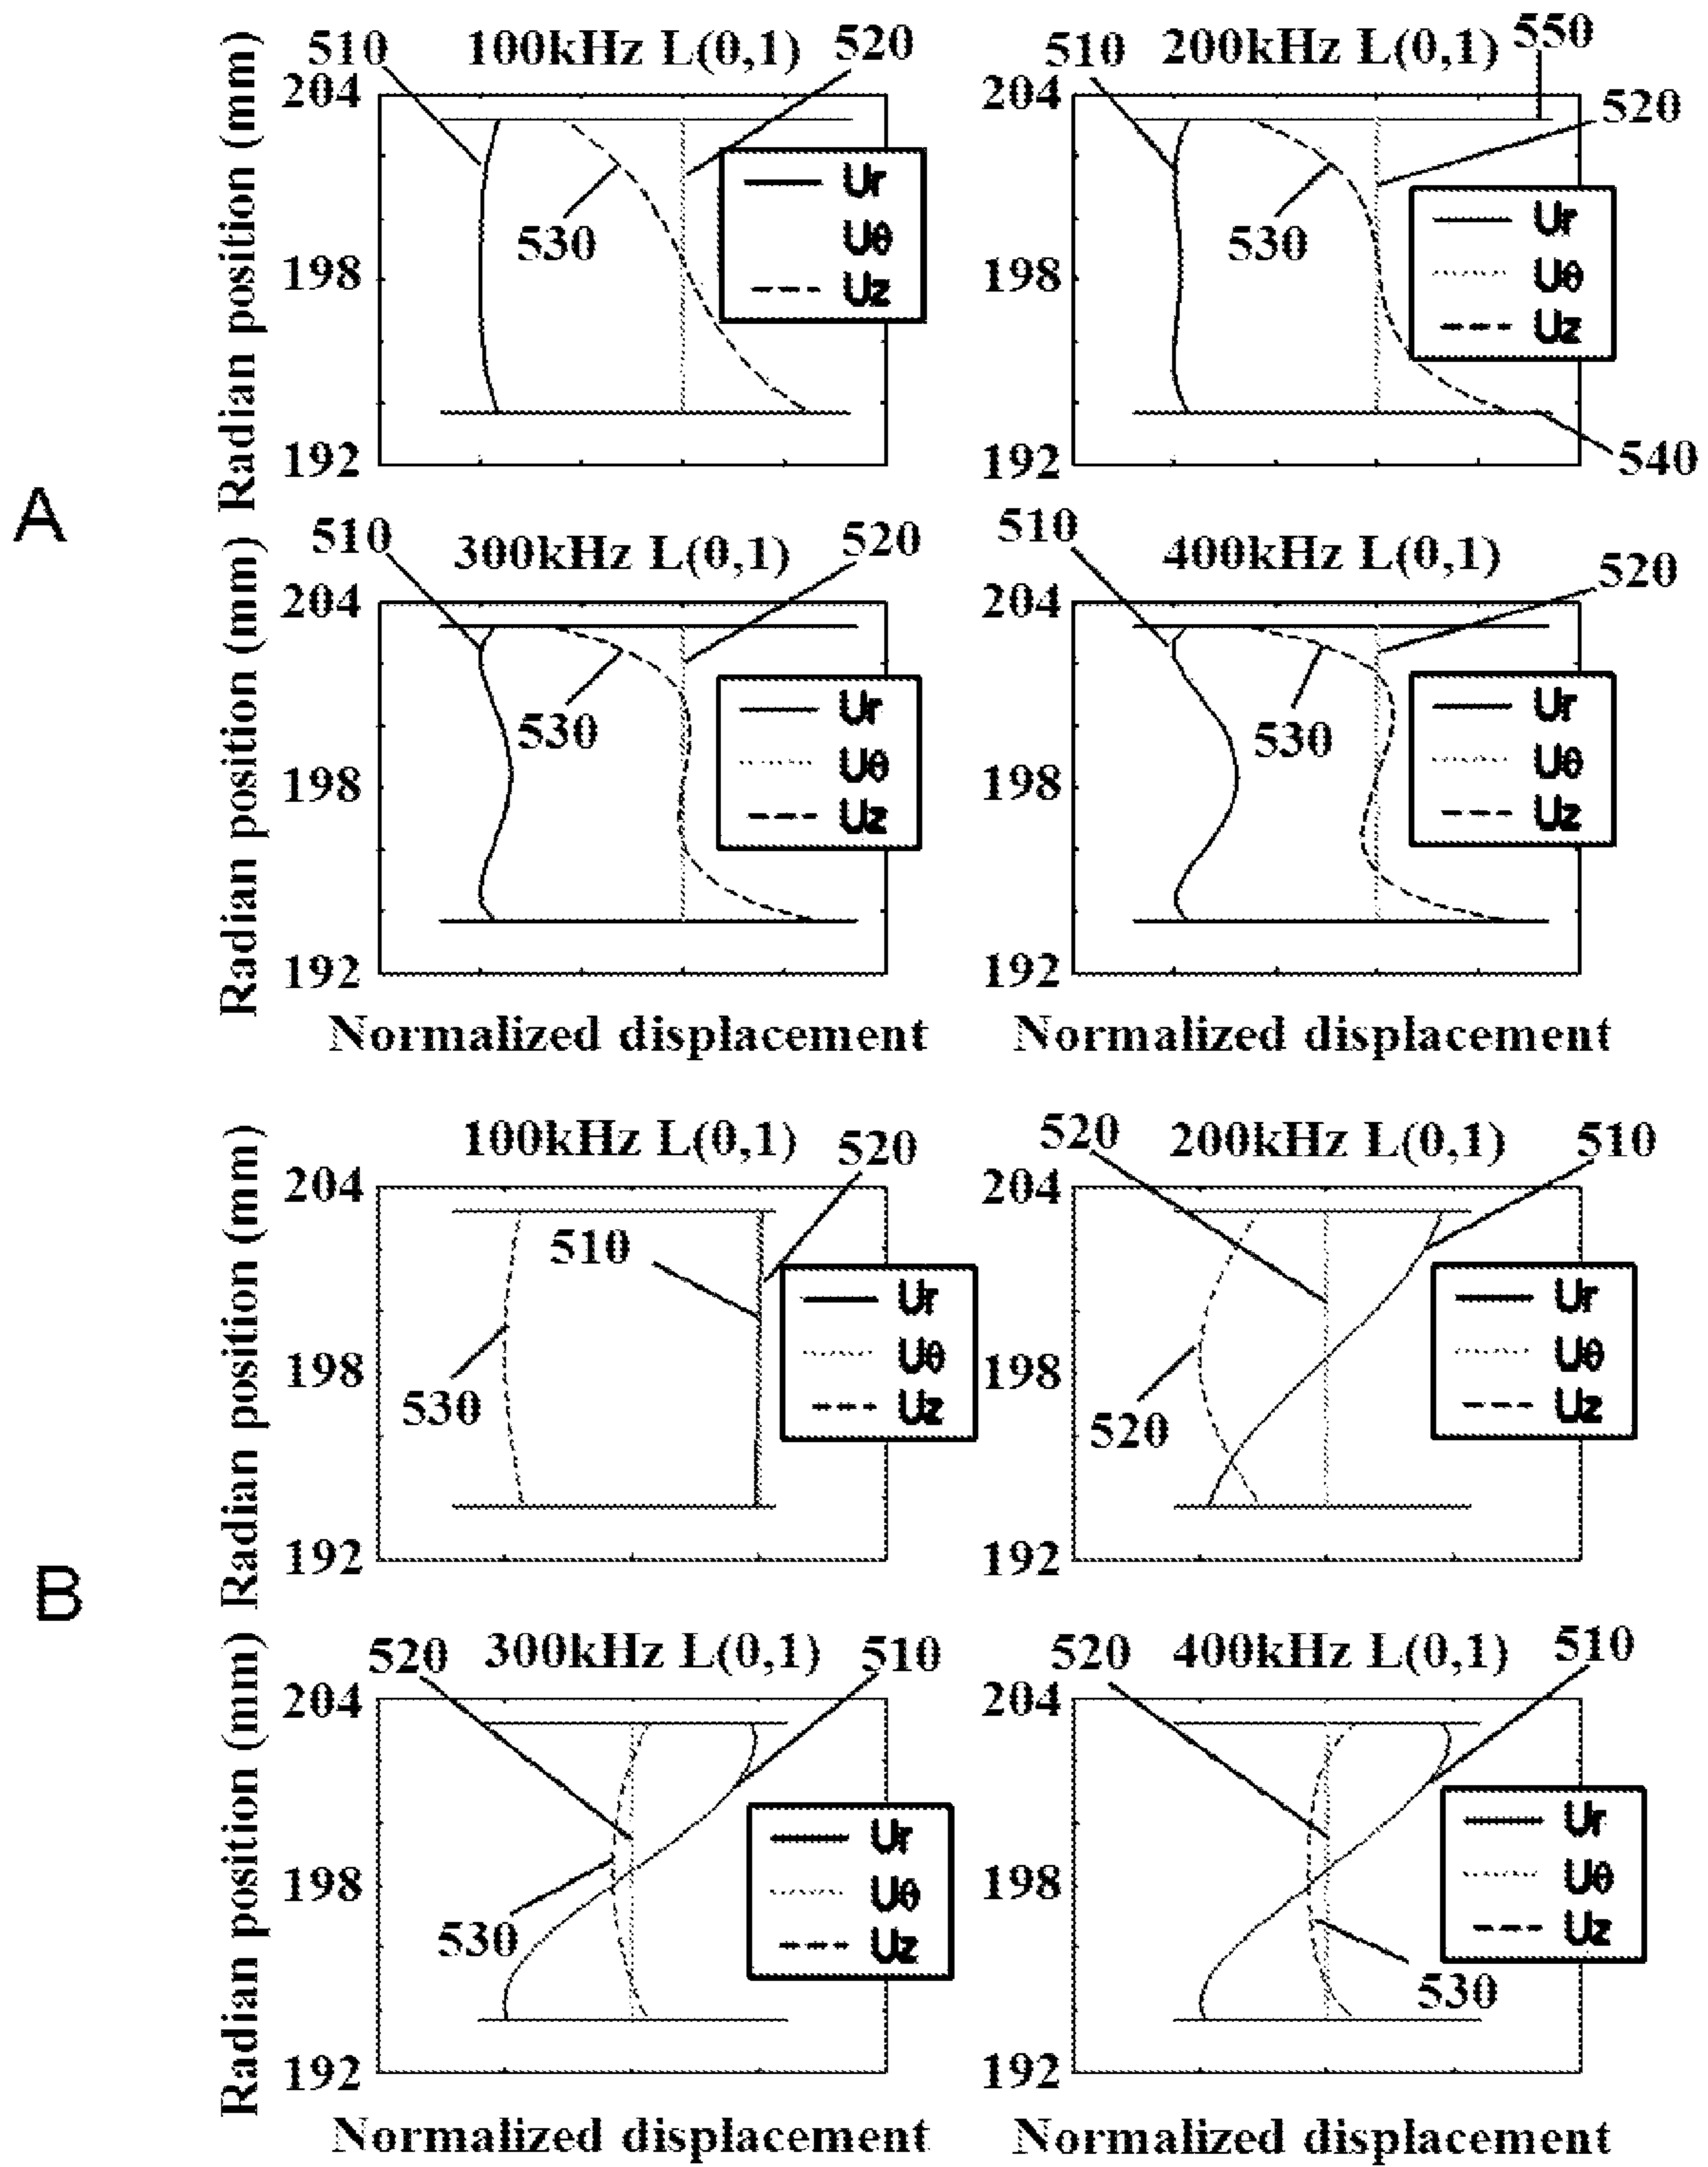 A
510 100kHz L(0,1) 520
Radian position (mm)
204
198
192
530
Ur
Uθ
Uz
510 200kHz L(0,1) 550
520
204
198
192
530
Ur
Uθ
Uz
540
510 300kHz L(0,1) 520
Radian position (mm)
204
198
192
530
Ur
Uθ
Uz
Normalized displacement
510 400kHz L(0,1)
520
204
198
192
530
Ur
Uθ
Uz
Normalized displacement
B
100kHz L(0,1) 520
Radian position (mm)
204
198
192
510
530
Ur
Uθ
Uz
520 200kHz L(0,1) 510
204
198
192
520
Ur
Uθ
Uz
520 300kHz L(0,1) 510
Radian position (mm)
204
198
192
530
Ur
Uθ
Uz
Normalized displacement
520 400kHz L(0,1) 510
204
198
192
530
Ur
Uθ
Uz
Normalized displacement